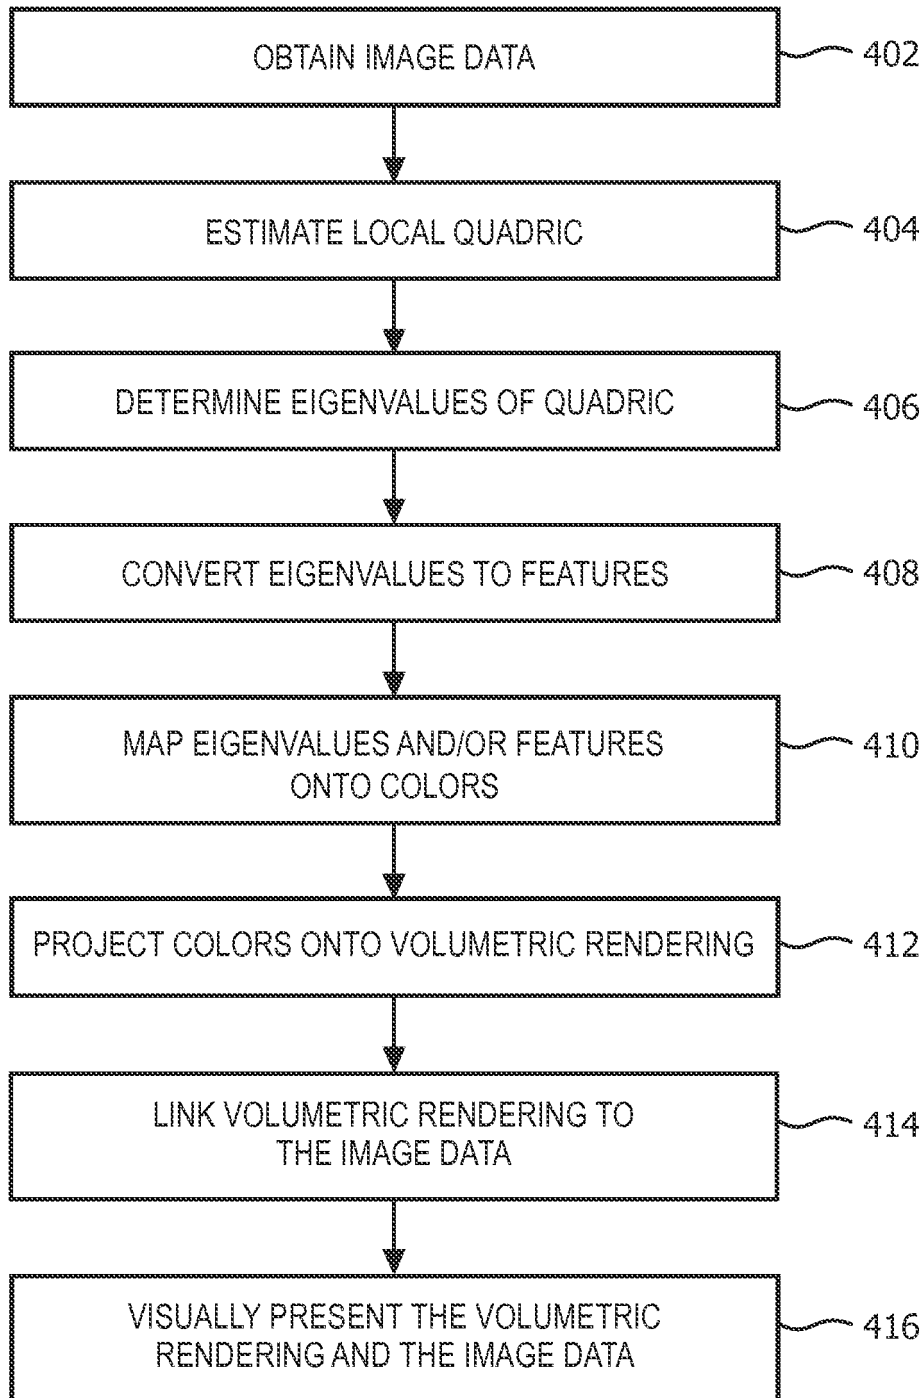 OBTAIN IMAGE DATA
402
ESTIMATE LOCAL QUADRIC
404
DETERMINE EIGENVALUES OF QUADRIC
406
CONVERT EIGENVALUES TO FEATURES
408
MAP EIGENVALUES AND/OR FEATURES
ONTO COLORS
410
PROJECT COLORS ONTO VOLUMETRIC RENDERING
412
LINK VOLUMETRIC RENDERING TO
THE IMAGE DATA
414
VISUALLY PRESENT THE VOLUMETRIC
RENDERING AND THE IMAGE DATA
416